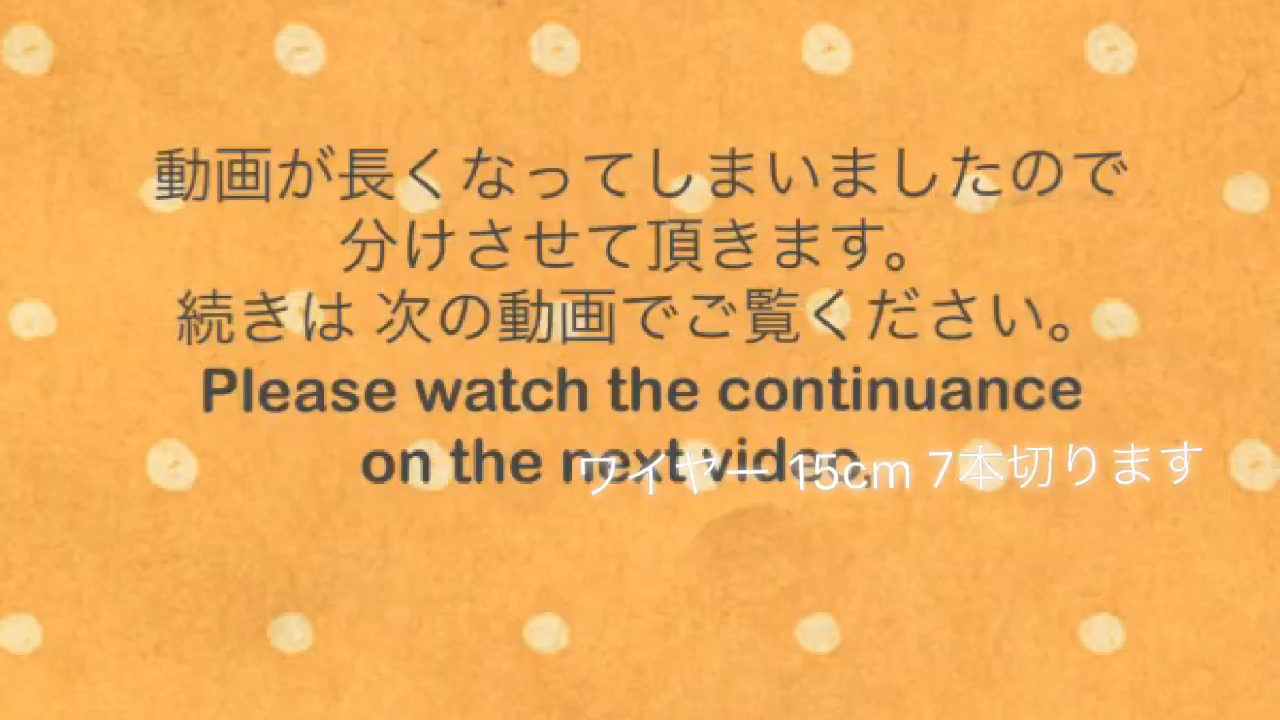 動画が長くなってしまいましたので
分けさせて頂きます。
続きは 次の動画でご覧ください。
Please watch the continuance
on the next video.
ワイヤー 15cm 7本切ります